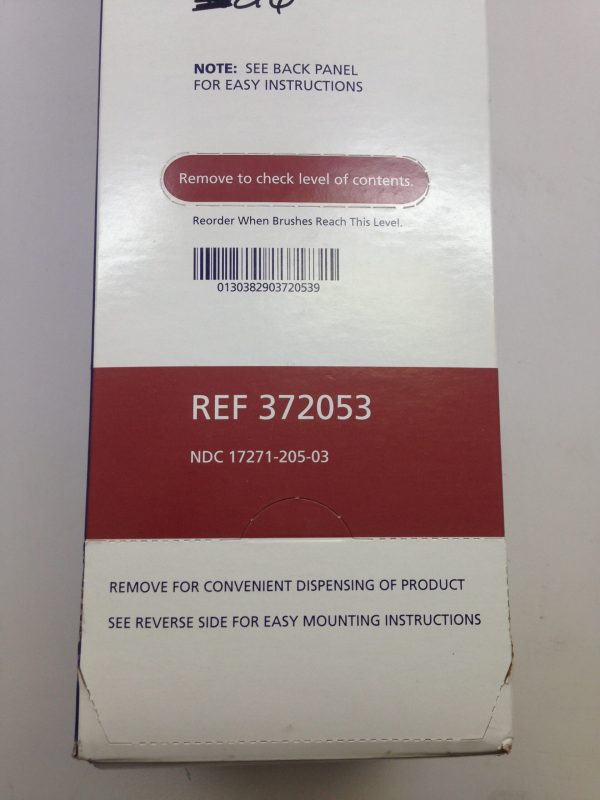 NOTE: SEE BACK PANEL
FOR EASY INSTRUCTIONS
Remove to check level of contents.
Reorder When Brushes Reach This Level.
0130382903720539
REF 372053
NDC 17271-205-03
REMOVE FOR CONVENIENT DISPENSING OF PRODUCT
SEE REVERSE SIDE FOR EASY MOUNTING INSTRUCTIONS